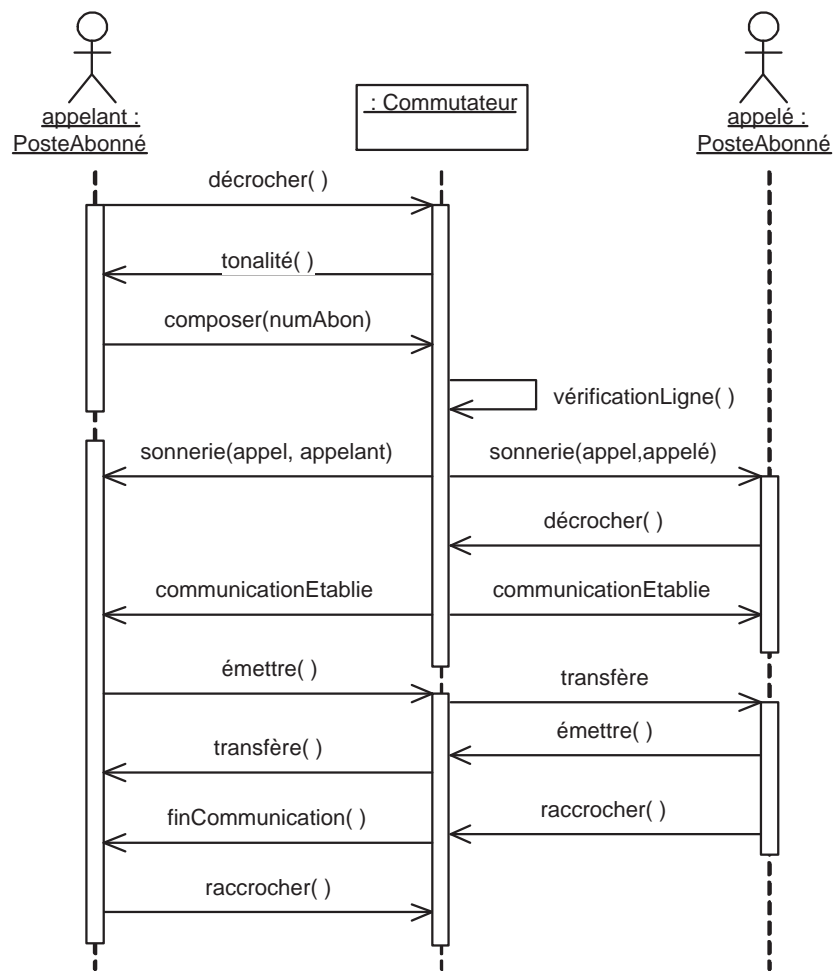 appelant :
PosteAbonné
: Commutateur
appelé :
PosteAbonné
décrocher( )
tonalité( )
composer(numAbon)
vérificationLigne( )
sonnerie(appel, appelant)
sonnerie(appel,appelé)
décrocher( )
communicationEtablie
communicationEtablie
émettre( )
transfère
émettre( )
transfère( )
raccrocher( )
finCommunication( )
raccrocher( )